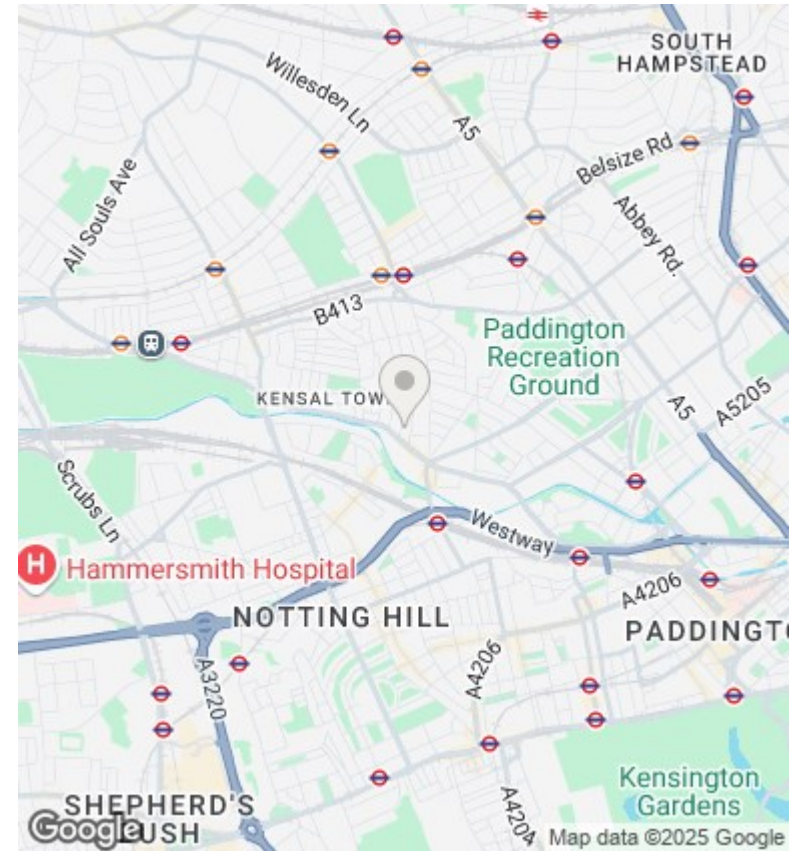 SOUTH
HAMPSTEAD
Willesden Ln
A5
Belsize Rd
All Souls Ave
Abbey Rd.
B413
Paddington
Recreation
Ground
KENSAL TOW
A5
A5205
Scrubs Ln
Westway
H
Hammersmith Hospital
A4206
NOTTING HILL
PADDINGTO
A3220
A4206
Kensington
Gardens
SHEPHERD'S
BUSH
A4204
Google
Map data ©2025 Google